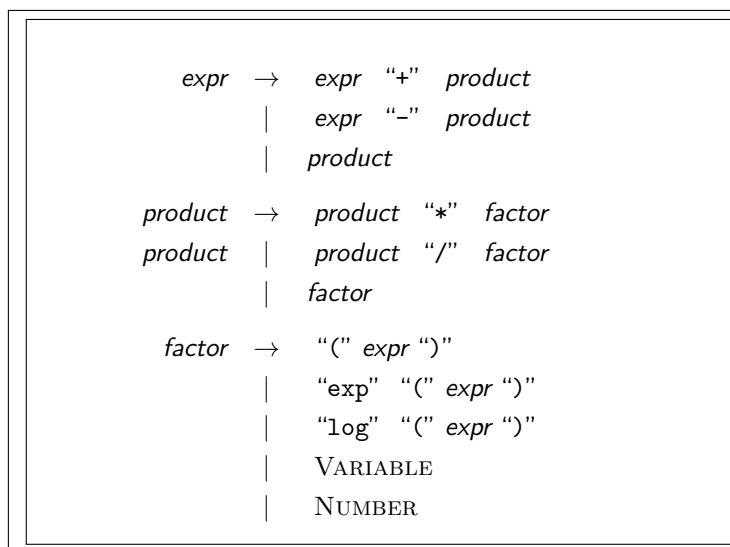 expr → expr “+” product
| expr “-” product
| product
product → product “*” factor
product | product “/” factor
| factor
factor → “(” expr “)”
| “exp” “(” expr “)”
| “log” “(” expr “)”
| VARIABLE
| NUMBER